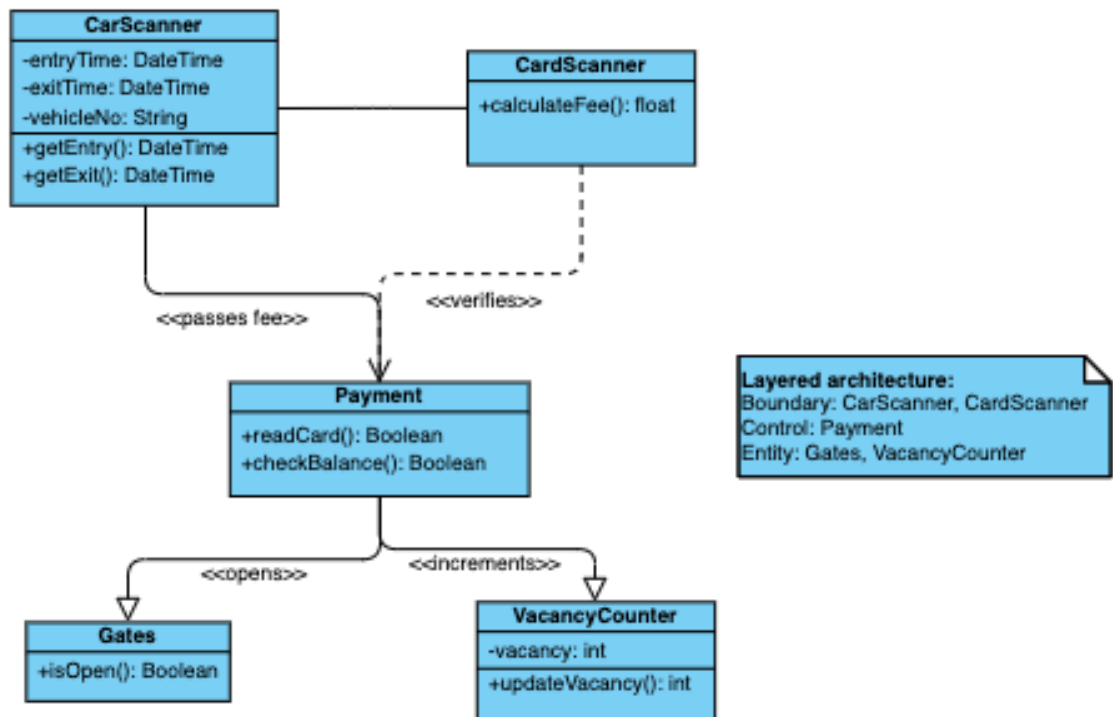 CarScanner
-entryTime: DateTime
-exitTime: DateTime
-vehicleNo: String
+getEntry(): DateTime
+getExit(): DateTime
CardScanner
+calculateFee(): float
<<passes fee>>
<<verifies>>
Payment
+readCard(): Boolean
+checkBalance(): Boolean
Layered architecture:
Boundary: CarScanner, CardScanner
Control: Payment
Entity: Gates, VacancyCounter
<<opens>>
<<increments>>
Gates
+isOpen(): Boolean
VacancyCounter
-vacancy: int
+updateVacancy(): int